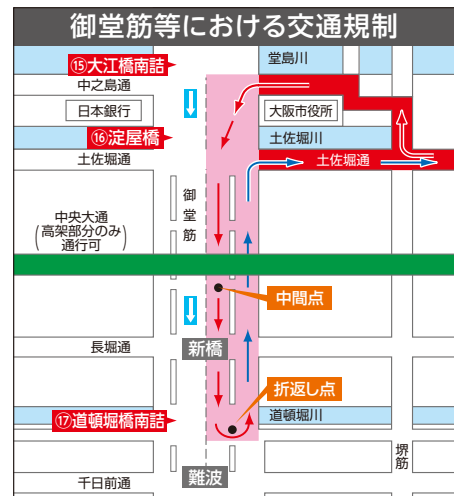 御堂筋等における交通規制
⑮大江橋南詰
堂島川
中之島通
日本銀行
大阪市役所
⑯淀屋橋
土佐堀川
土佐堀通
土佐堀通
御堂筋
中央大通
(高架部分のみ
通行可)
中間点
長堀通
新橋
折返し点
⑰道頓堀橋南詰
道頓堀川
堺筋
難波
千日前通